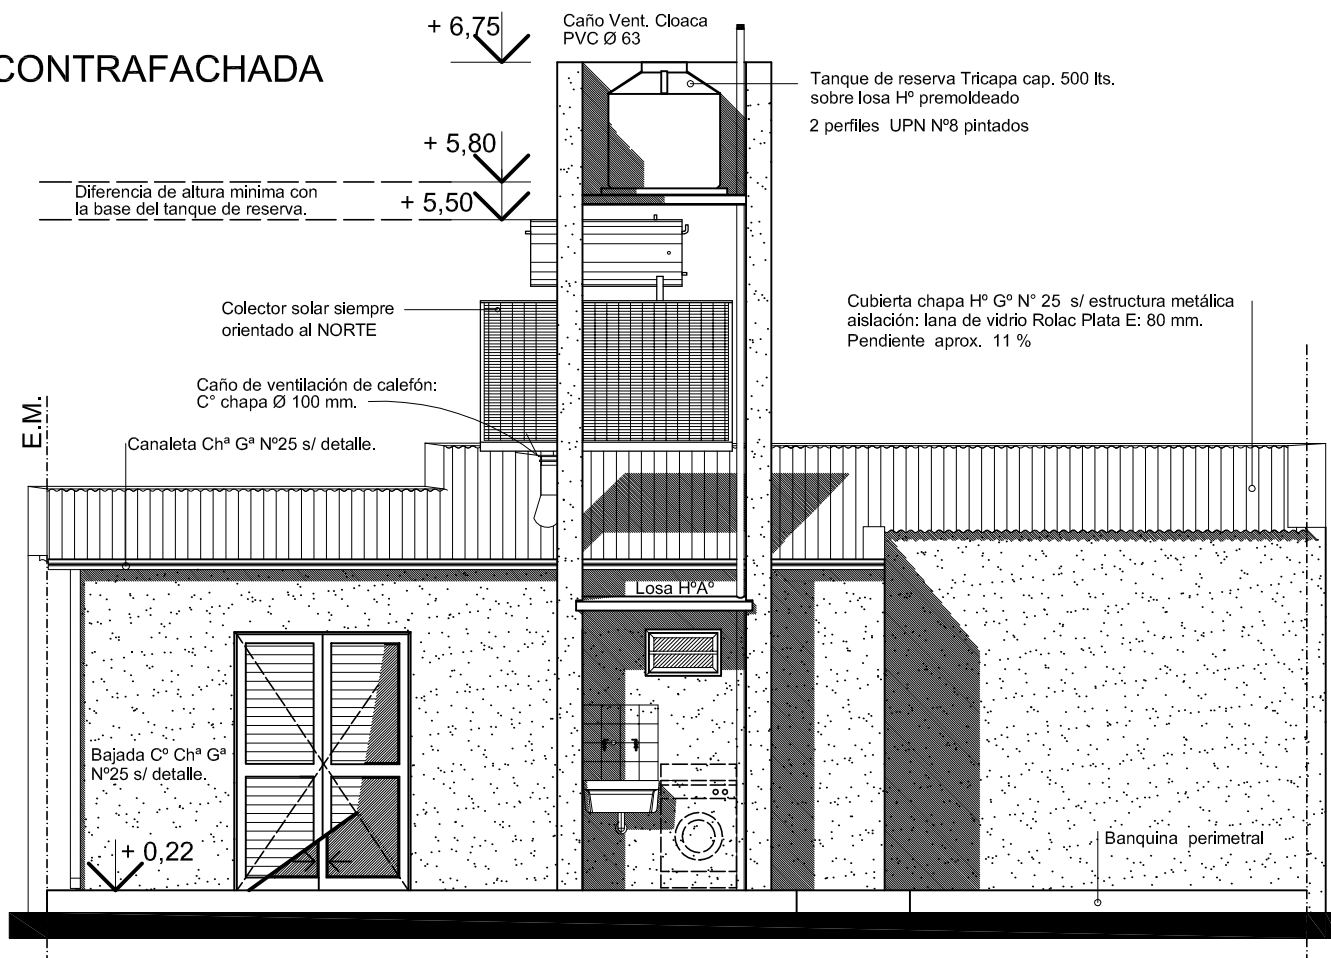 CONTRAFACHADA
+ 6,75
Caño Vent. Cloaca
PVC Ø 63
Tanque de reserva Tricapa cap. 500 lts.
sobre losa Hº premoldeado
2 perfiles UPN Nº8 pintados
+ 5,80
Diferencia de altura minima con
la base del tanque de reserva.
+ 5,50
Colector solar siempre
orientado al NORTE
Cubierta chapa Hº Gº N° 25 s/ estructura metálica
aislación: lana de vidrio Rolac Plata E: 80 mm.
Pendiente aprox. 11 %
Caño de ventilación de calefón:
C° chapa Ø 100 mm.
E.M.
Canaleta Chª Gª Nº25 s/ detalle.
Losa HºAº
Bajada Cº Chª Gª
Nº25 s/ detalle.
+ 0,22
Banquina perimetral